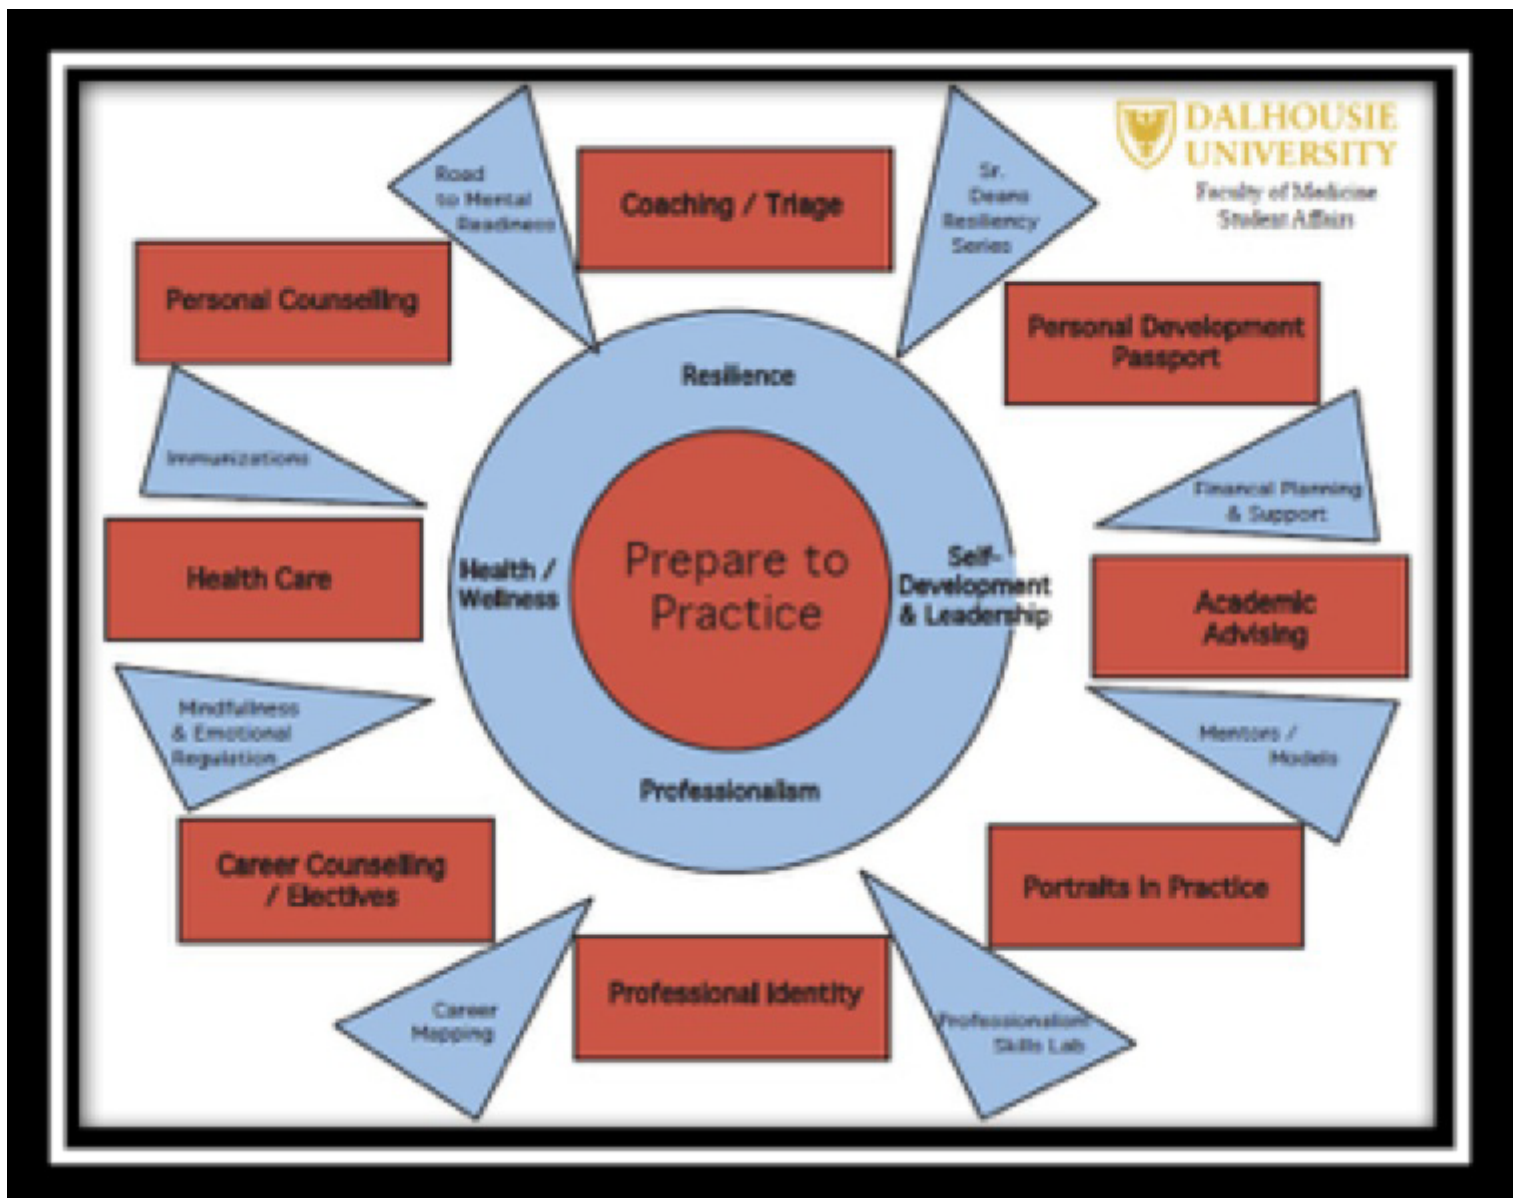 DALHOUSIE
UNIVERSITY
Faculty of Medicine
Student Affairs
Road
to Mental
Readiness
Coaching / Triage
Sr.
Deans
Resiliency
Series
Personal Counselling
Personal Development
Passport
Resilience
Immunizations
Financal Planning
& Support
Health Care
Health /
Wellness
Prepare to
Practice
Self-
Development
& Leadership
Academic
Advising
Mindfullness
& Emotional
Regulation
Mentors /
Models
Professionalism
Career Counselling
/ Electives
Portraits in Practice
Career
Mapping
Professional Identity
Professionalism
Skills Lab